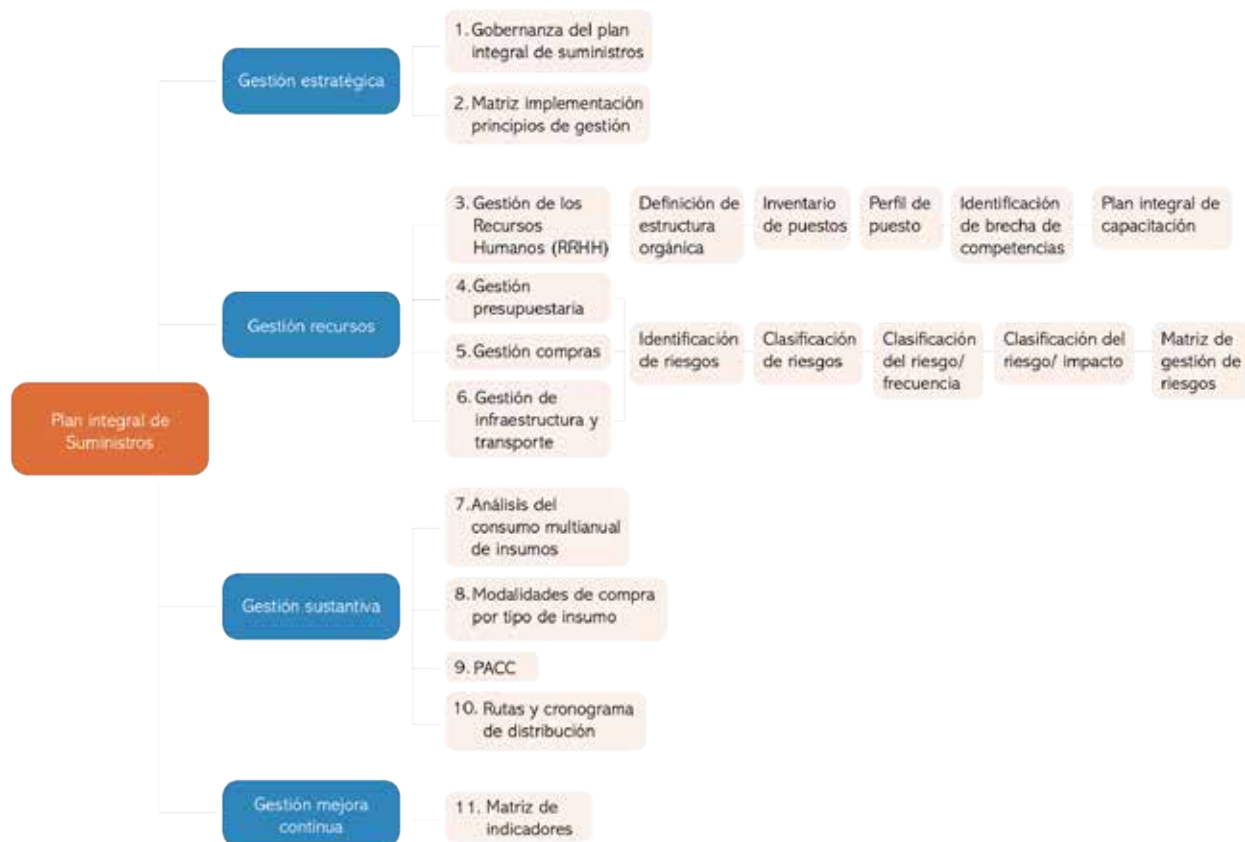 Plan integral de
Suministros
Gestión estratégica
1. Gobernanza del plan
integral de suministros
2. Matriz implementación
principios de gestión
Gestión recursos
3. Gestión de los
Recursos
Humanos (RRHH)
Definición de
estructura
orgánica
Inventario
de puestos
Perfil de
puesto
Identificación
de brecha de
competencias
Plan integral de
capacitación
4. Gestión
presupuestaria
5. Gestión compras
6. Gestión de
infraestructura y
transporte
Identificación
de riesgos
Clasificación
de riesgos
Clasificación
del riesgo/
frecuencia
Clasificación del
riesgo/ impacto
Matriz de
gestión de
riesgos
Gestión sustantiva
7. Análisis del
consumo multianual
de insumos
8. Modalidades de compra
por tipo de insumo
9. PACC
10. Rutas y cronograma
de distribución
Gestión mejora
continua
11. Matriz de
indicadores